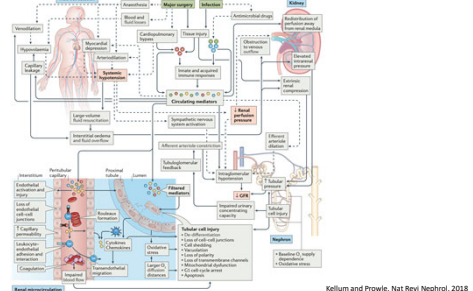 Anaesthesia
Major surgery
Infection
Kidney
Blood and
fluid losses
Antimicrobial drugs
Redistribution of
perfusion away
from renal medulla
Venodilation
Cardiopulmonary
bypass
Tissue injury
Hypovolaemia
Myocardial
depression
Obstruction
to venous
outflow
Arteriodilation
Elevated
intrarenal
pressure
Capillary
leakage
Systemic
hypotension
Innate and acquired
immune responses
Extrinsic
renal
compression
Circulating mediators
Large-volume
fluid resuscitation
Sympathetic nervous
system activation
↓ Renal
perfusion
pressure
Interstitial oedema
and fluid overflow
Efferent
arteriole
dilation
Afferent arteriole constriction
Tubuloglomerular
feedback
Intraglomerular
hypotension
Tubular
pressure
Interstitium
Peritubular
capillary
Proximal
tubule
Lumen
Endothelial
activation and
injury
Filtered
mediators
↓ GFR
Loss of
endothelial
cell–cell
junctions
Rouleaux
formation
Impaired urinary
concentrating
capacity
Tubular
cell injury
↑ Capillary
permeability
Tubular cell injury
• De-differentiation
• Loss of cell–cell junctions
• Cell shedding
• Vacuolation
• Loss of polarity
• Loss of transmembrane channels
• Mitochondrial dysfunction
• G1 cell-cycle arrest
• Apoptosis
Nephron
Leukocyte–
endothelial
adhesion and
interaction
Cytokines
Chemokines
Oxidative
stress
• Baseline O₂ supply
dependence
• Oxidative stress
Larger O₂
diffusion
distances
Coagulation
Impaired
blood flow
Transendothelial
migration
Renal microcirculation
Kellum and Prowle, Nat Revi Nephrol, 2018